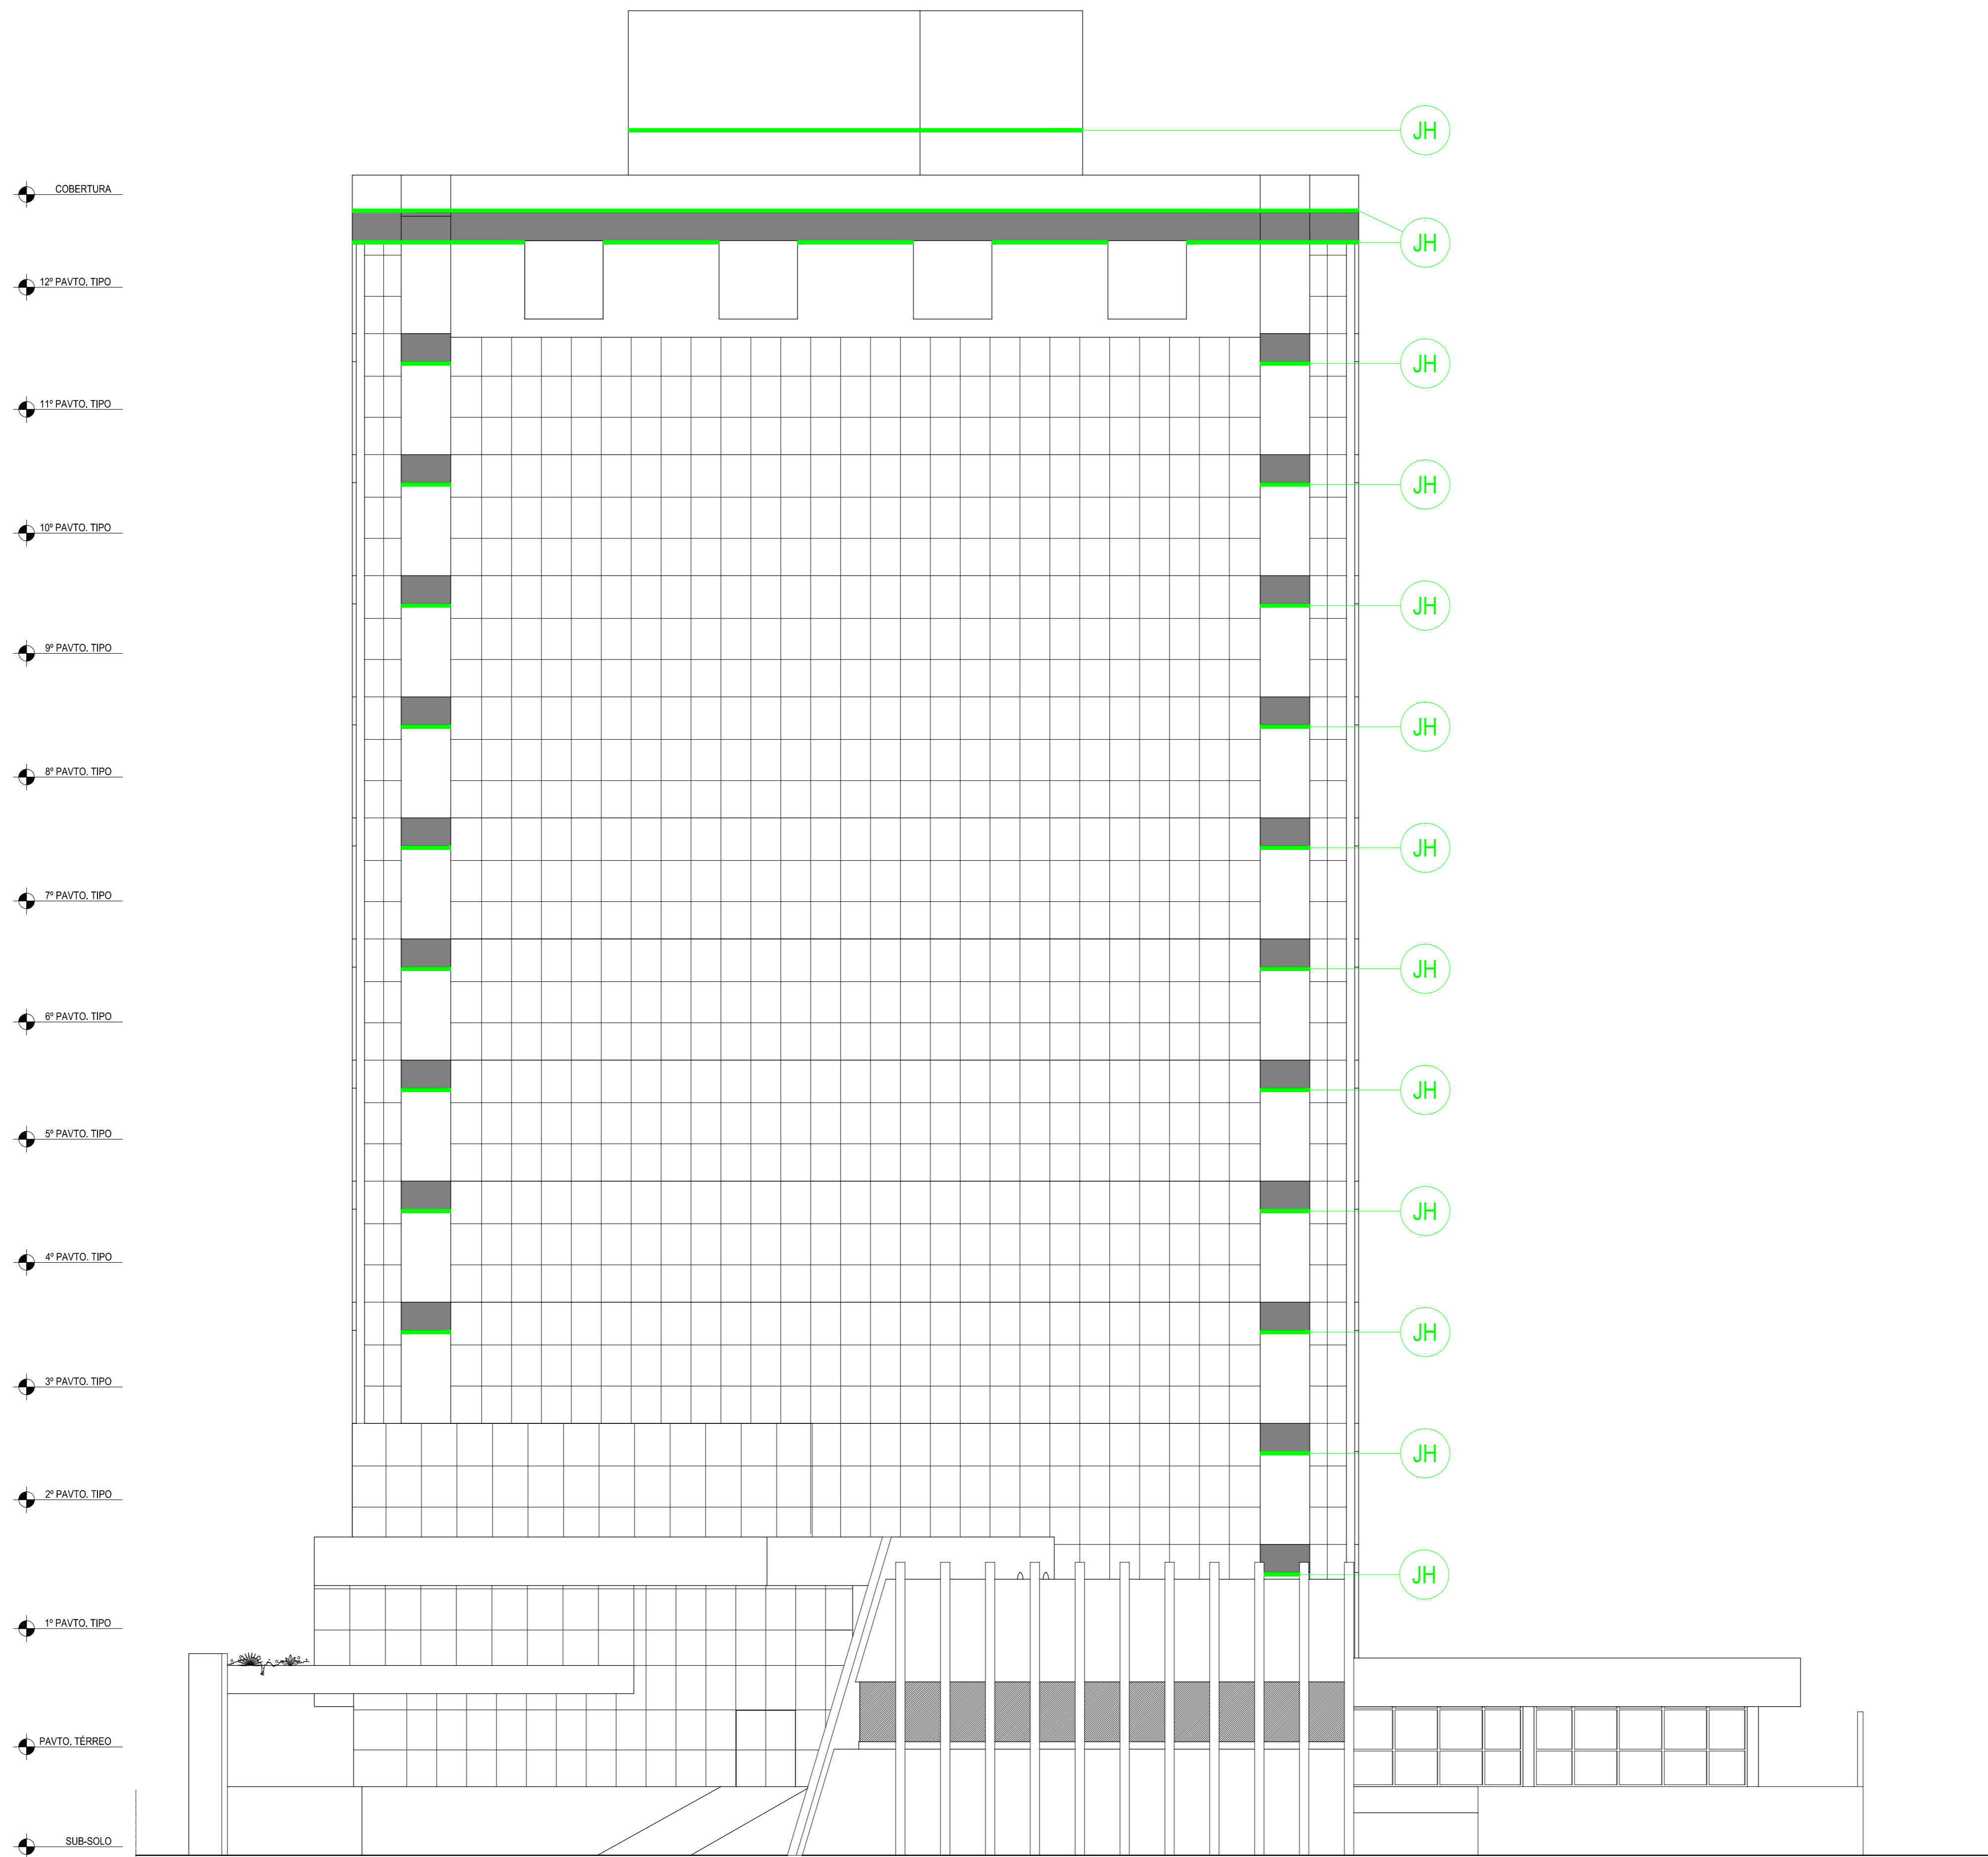 JH
COBERTURA
JH
12º PAVTO. TIPO
JH
11º PAVTO. TIPO
JH
10º PAVTO. TIPO
JH
9º PAVTO. TIPO
JH
8º PAVTO. TIPO
JH
7º PAVTO. TIPO
JH
6º PAVTO. TIPO
JH
5º PAVTO. TIPO
JH
4º PAVTO. TIPO
JH
3º PAVTO. TIPO
JH
2º PAVTO. TIPO
JH
1º PAVTO. TIPO
PAVTO. TÉRREO
SUB-SOLO